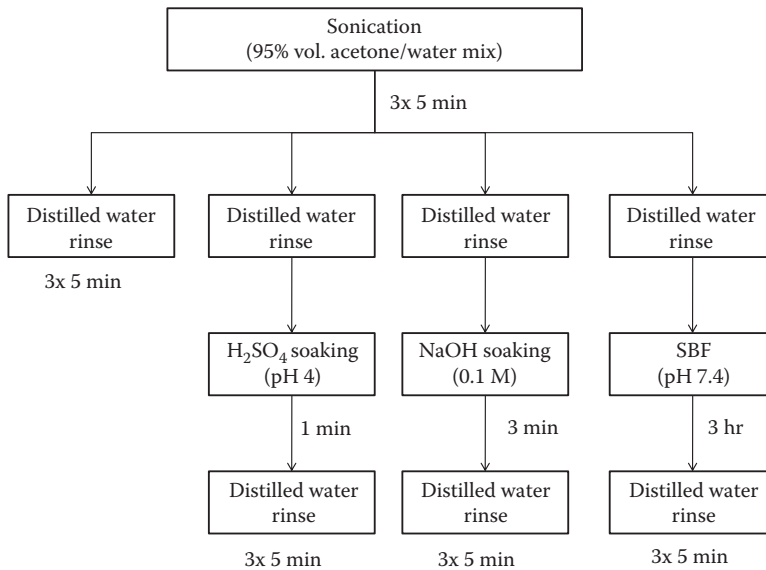 Sonication
(95% vol. acetone/water mix)
3x 5 min
Distilled water
rinse
Distilled water
rinse
Distilled water
rinse
Distilled water
rinse
3x 5 min
H₂SO₄ soaking
(pH 4)
NaOH soaking
(0.1 M)
SBF
(pH 7.4)
1 min
3 min
3 hr
Distilled water
rinse
Distilled water
rinse
Distilled water
rinse
3x 5 min
3x 5 min
3x 5 min